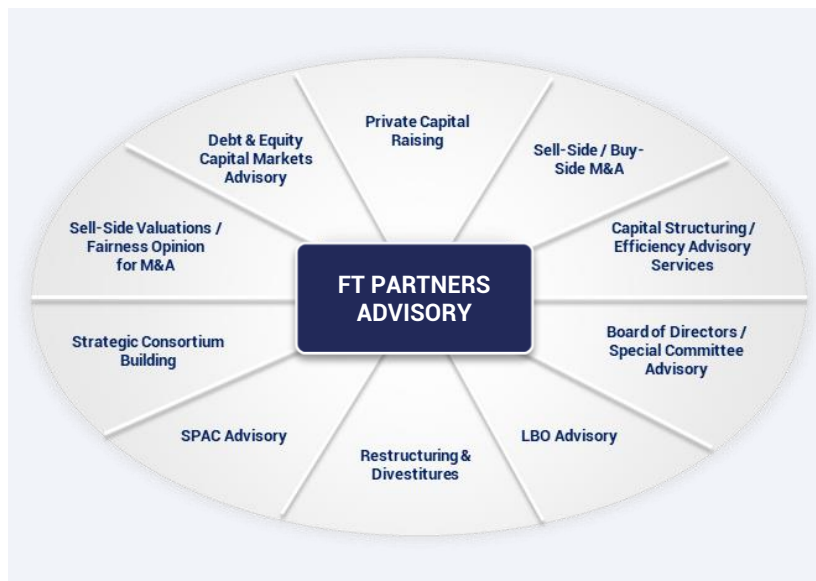 Private Capital
Raising
Debt & Equity
Capital Markets
Advisory
Sell-Side / Buy-
Side M&A
Sell-Side Valuations /
Fairness Opinion
for M&A
Capital Structuring /
Efficiency Advisory
Services
FT PARTNERS
ADVISORY
Strategic Consortium
Building
Board of Directors /
Special Committee
Advisory
SPAC Advisory
LBO Advisory
Restructuring &
Divestitures